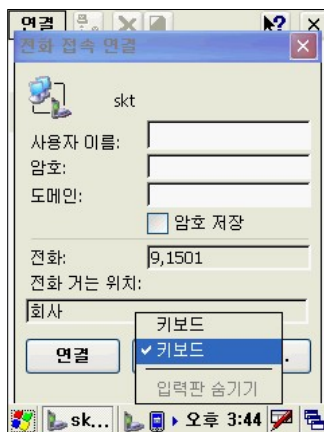 연결
전화 접속 연결
skt
사용자 이름:
암호:
도메인:
암호 저장
전화:
9,1501
전화 거는 위치:
회사
키보드
연결
키보드
입력판 숨기기
sk...
오후 3:44